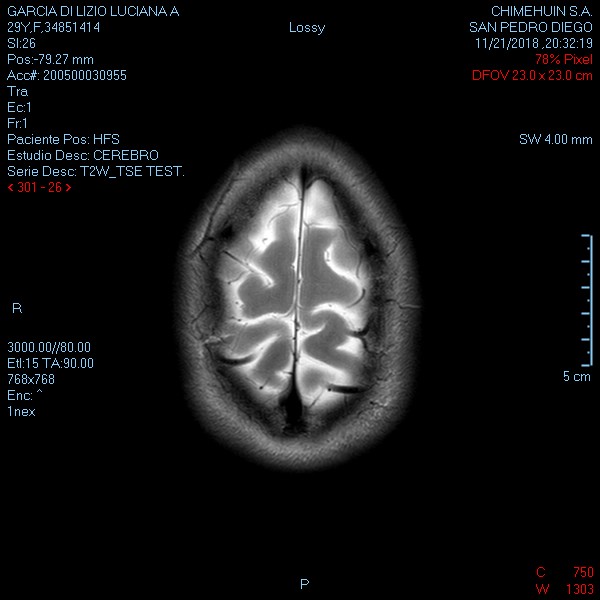 GARCIA DI LIZIO LUCIANA A
29Y,F,34851414
Sl:26
Pos:-79.27 mm
Acc#: 200500030955
Tra
Ec:1
Fr:1
Paciente Pos: HFS
Estudio Desc: CEREBRO
Serie Desc: T2W_TSE TEST.
< 301 - 26 >
Lossy
CHIMEHUIN S.A.
SAN PEDRO DIEGO
11/21/2018 ,20:32:19
78% Pixel
DFOV 23.0 x 23.0 cm
SW 4.00 mm
R
5 cm
3000.00//80.00
Etl:15 TA:90.00
768x768
Enc: ^
1nex
P
C 750
W 1303